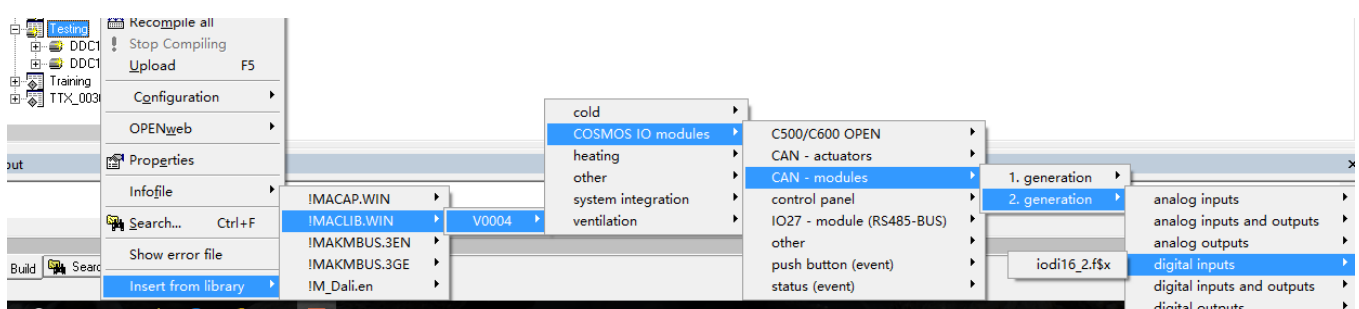 Recompile all
Testing
Stop Compiling
DDC1
Upload F5
DDC1
Training
TTX_003
Configuration
OPENweb
Properties
Infofile
Search... Ctrl+F
Show error file
Build
Insert from library
!MACAP.WIN
!MACLIB.WIN
!MAKMBUS.3EN
!MAKMBUS.3GE
!M_Dali.en
V0004
cold
COSMOS IO modules
heating
other
system integration
ventilation
C500/C600 OPEN
CAN - actuators
CAN - modules
control panel
IO27 - module (RS485-BUS)
other
push button (event)
status (event)
1. generation
2. generation
iodi16_2.f$x
analog inputs
analog inputs and outputs
analog outputs
digital inputs
digital inputs and outputs
digital outputs